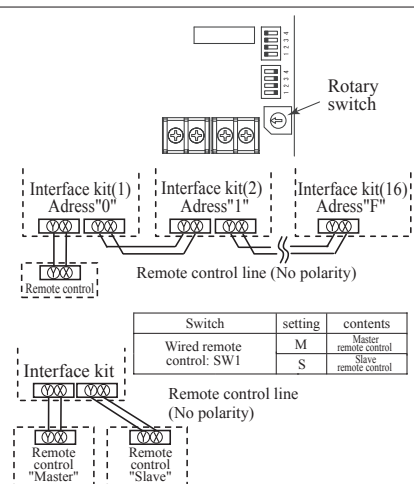 1 2 3 4
1 2 3 4
Rotary
switch
Interface kit(1)
Adress"0"
Interface kit(2)
Adress"1"
Interface kit(16)
Adress"F"
Y X
Y X
Y X
Y X
Y X
Y X
Remote control
Remote control line (No polarity)
Switch setting contents
Wired remote
control: SW1
M Master
remote control
S Slave
remote control
Interface kit
Y X
Y X
Remote control line
(No polarity)
Y X
Y X
Remote
control
"Master"
Remote
control
"Slave"